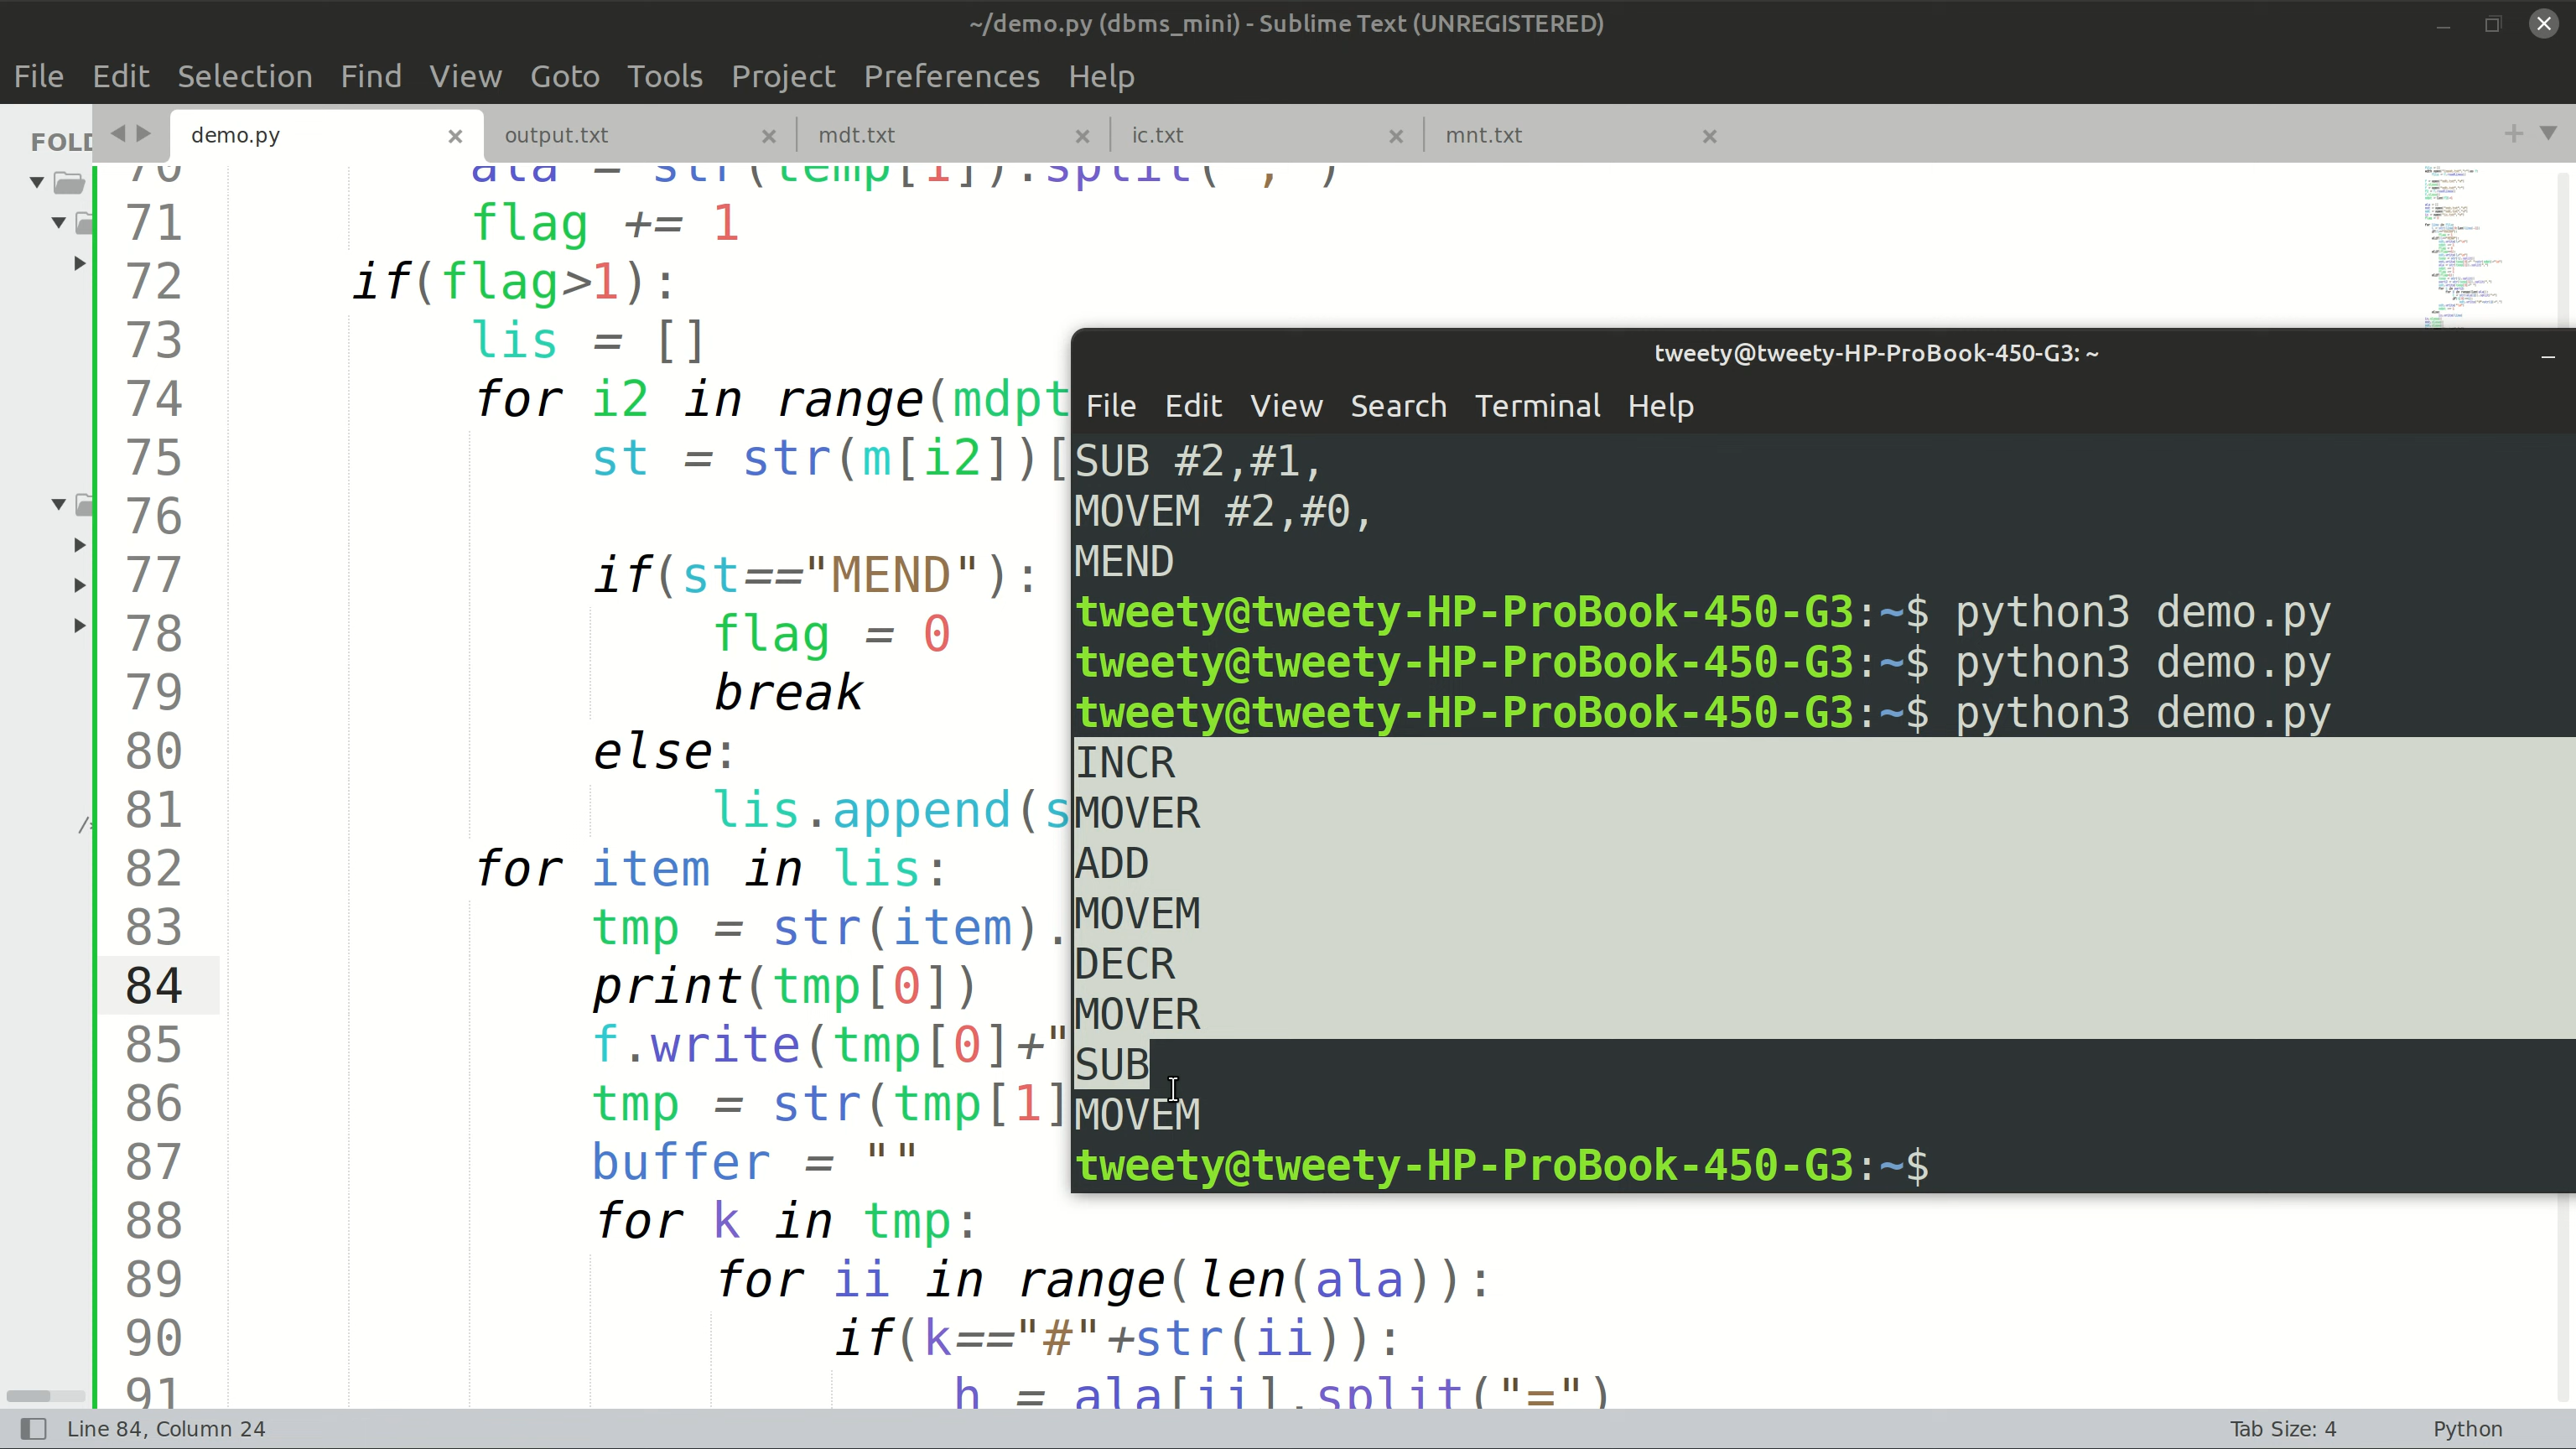 ~/demo.py (dbms_mini) - Sublime Text (UNREGISTERED)
File Edit Selection Find View Goto Tools Project Preferences Help
FOLD
demo.py output.txt mdt.txt ic.txt mnt.txt
70 ala = str(temp[1]).split(",")
71 flag += 1
72 if(flag>1):
73 lis = []
74 for i2 in range(mdpt
75 st = str(m[i2])[
76
77 if(st=="MEND"):
78 flag = 0
79 break
80 else:
81 lis.append(s
82 for item in lis:
83 tmp = str(item).
84 print(tmp[0])
85 f.write(tmp[0]+"
86 tmp = str(tmp[1]
87 buffer = ""
88 for k in tmp:
89 for ii in range(len(ala)):
90 if(k=="#"+str(ii)):
91 h = ala[ii].split("=")
tweety@tweety-HP-ProBook-450-G3: ~
File Edit View Search Terminal Help
SUB #2,#1,
MOVEM #2,#0,
MEND
tweety@tweety-HP-ProBook-450-G3:~$ python3 demo.py
tweety@tweety-HP-ProBook-450-G3:~$ python3 demo.py
tweety@tweety-HP-ProBook-450-G3:~$ python3 demo.py
INCR
MOVER
ADD
MOVEM
DECR
MOVER
SUB
MOVEM
tweety@tweety-HP-ProBook-450-G3:~$
Line 84, Column 24
Tab Size: 4
Python